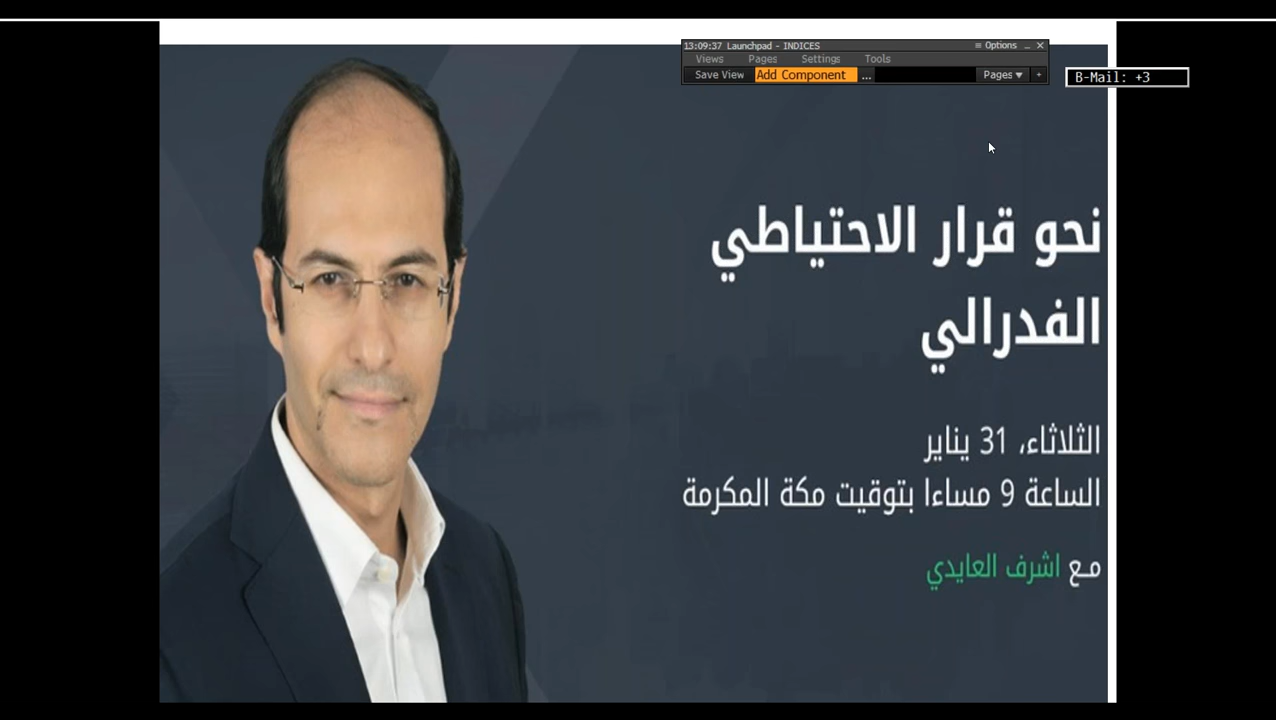 13:09:37 Launchpad - INDICES
Options
Views Pages Settings Tools
Save View Add Component ... Pages +
B-Mail: +3
نحو قرار الاحتياطي
الفدرالي
الثلاثاء، 31 يناير
الساعة 9 مساءا بتوقيت مكة المكرمة
مع اشرف العايدي